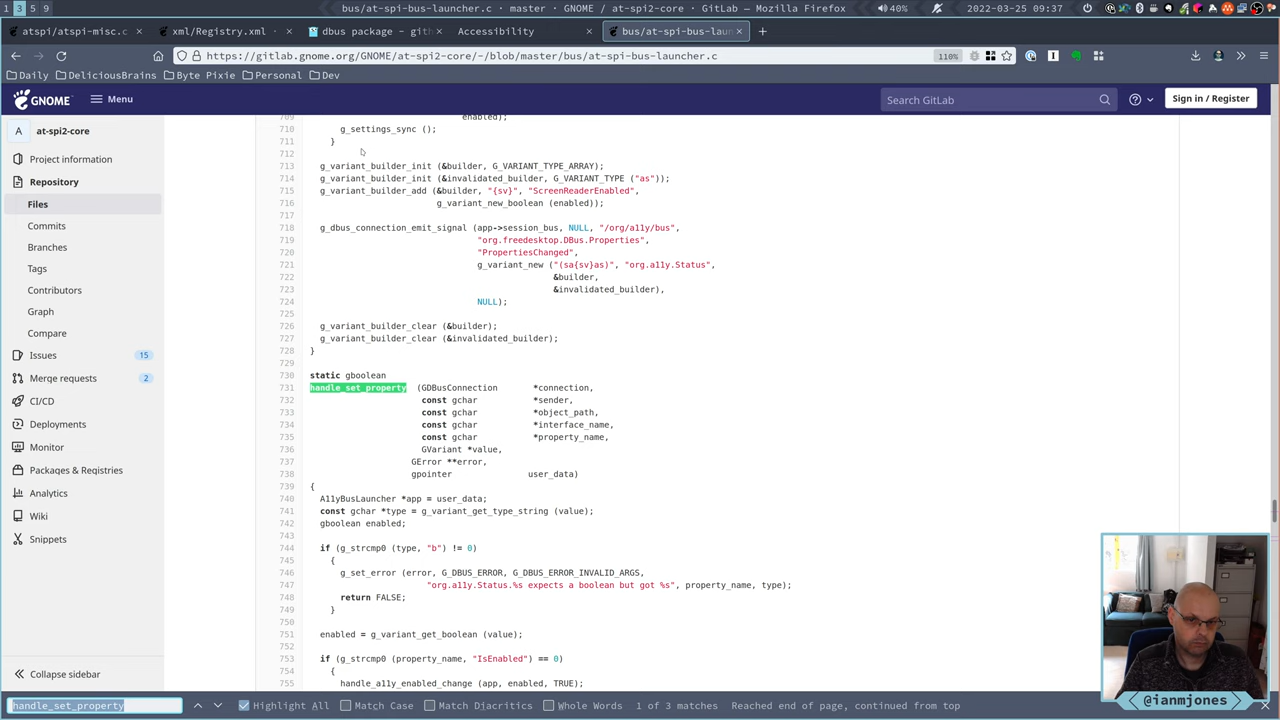 1 3 5 9
bus/at-spi-bus-launcher.c · master · GNOME / at-spi2-core · GitLab — Mozilla Firefox
40%
2022-03-25 09:37
atspi/atspi-misc.c ·
xml/Registry.xml · ma
dbus package - gith
Accessibility
bus/at-spi-bus-laun
https://gitlab.gnome.org/GNOME/at-spi2-core/-/blob/master/bus/at-spi-bus-launcher.c
110%
Daily DeliciousBrains Byte Pixie Personal Dev
GNOME Menu
Search GitLab
Sign in / Register
A at-spi2-core
Project information
Repository
Files
Commits
Branches
Tags
Contributors
Graph
Compare
Issues 15
Merge requests 2
CI/CD
Deployments
Monitor
Packages & Registries
Analytics
Wiki
Snippets
Collapse sidebar
709 enabled);
710 g_settings_sync ();
711 }
712
713 g_variant_builder_init (&builder, G_VARIANT_TYPE_ARRAY);
714 g_variant_builder_init (&invalidated_builder, G_VARIANT_TYPE ("as"));
715 g_variant_builder_add (&builder, "{sv}", "ScreenReaderEnabled",
716 g_variant_new_boolean (enabled));
717
718 g_dbus_connection_emit_signal (app->session_bus, NULL, "/org/a11y/bus",
719 "org.freedesktop.DBus.Properties",
720 "PropertiesChanged",
721 g_variant_new ("(sa{sv}as)", "org.a11y.Status",
722 &builder,
723 &invalidated_builder),
724 NULL);
725
726 g_variant_builder_clear (&builder);
727 g_variant_builder_clear (&invalidated_builder);
728 }
729
730 static gboolean
731 handle_set_property (GDBusConnection *connection,
732 const gchar *sender,
733 const gchar *object_path,
734 const gchar *interface_name,
735 const gchar *property_name,
736 GVariant *value,
737 GError **error,
738 gpointer user_data)
739 {
740 A11yBusLauncher *app = user_data;
741 const gchar *type = g_variant_get_type_string (value);
742 gboolean enabled;
743
744 if (g_strcmp0 (type, "b") != 0)
745 {
746 g_set_error (error, G_DBUS_ERROR, G_DBUS_ERROR_INVALID_ARGS,
747 "org.a11y.Status.%s expects a boolean but got %s", property_name, type);
748 return FALSE;
749 }
750
751 enabled = g_variant_get_boolean (value);
752
753 if (g_strcmp0 (property_name, "IsEnabled") == 0)
754 {
755 handle_a11y_enabled_change (app, enabled, TRUE);
@ianmjones
handle_set_property
Highlight All Match Case Match Diacritics Whole Words 1 of 3 matches Reached end of page, continued from top